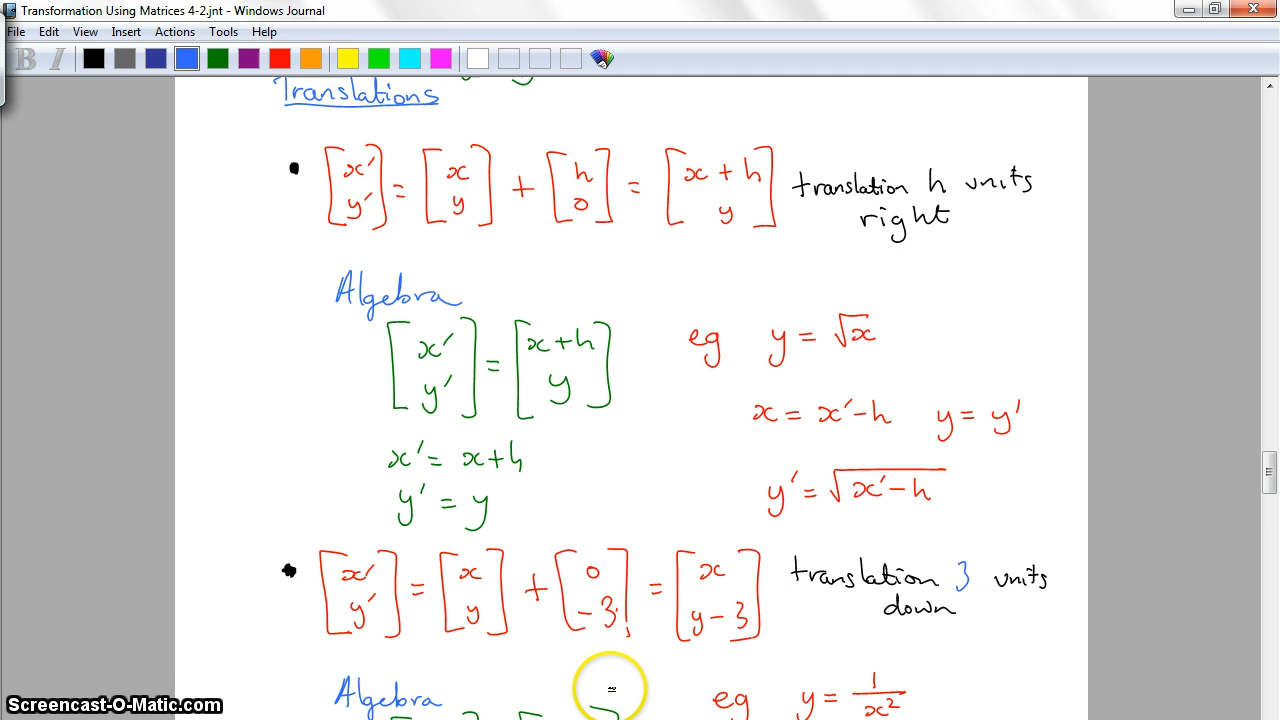 Transformation Using Matrices 4-2.jnt - Windows Journal
File Edit View Insert Actions Tools Help
B I
Translations
• [x′ y′] = [x y] + [h 0] = [x + h y] translation h units
right
Algebra
[x′ y′] = [x + h y] eg y = √x
x = x′ - h y = y′
x′ = x + h
y′ = y y′ = √x′ - h
• [x′ y′] = [x y] + [0 -3] = [x y - 3] translation 3 units
down
Algebra eg y = 1/x²
Screencast-O-Matic.com